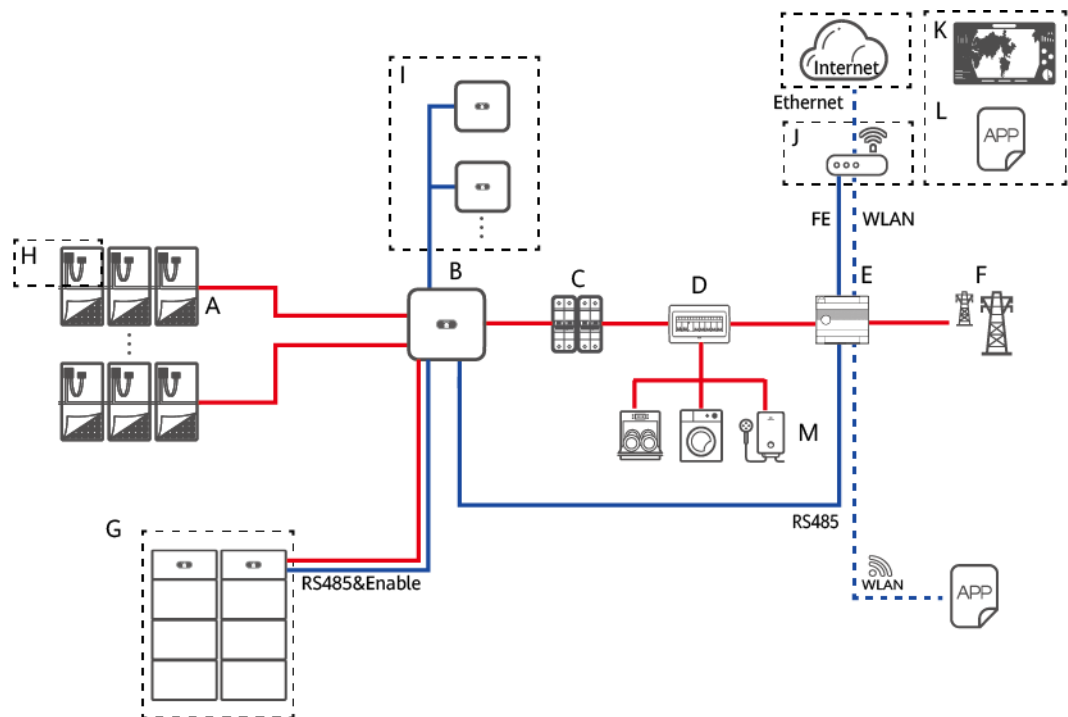 K
I
Internet
Ethernet
L
APP
J
FE
WLAN
H
B
C
D
E
F
A
M
G
RS485
RS485&Enable
WLAN
APP